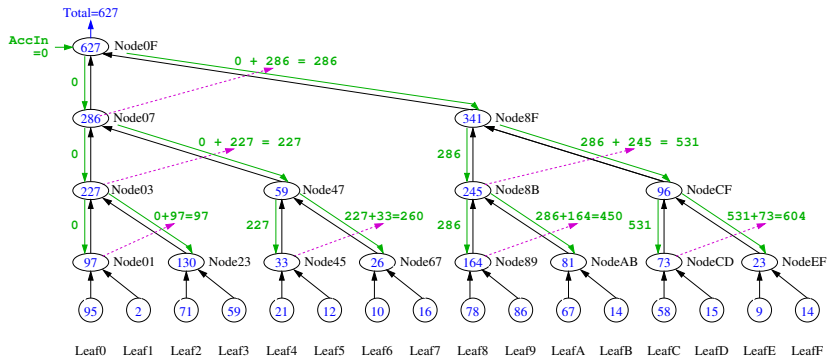 Total=627
AccIn
=0
627 Node0F
0 + 286 = 286
0
286 Node07
341 Node8F
0 + 227 = 227
286 + 245 = 531
0
286
227 Node03
59 Node47
245 Node8B
96 NodeCF
0
0+97=97
227
227+33=260
286
286+164=450
531
531+73=604
97 Node01
130 Node23
33 Node45
26 Node67
164 Node89
81 NodeAB
73 NodeCD
23 NodeEF
95 2 71 59 21 12 10 16 78 86 67 14 58 15 9 14
Leaf0 Leaf1 Leaf2 Leaf3 Leaf4 Leaf5 Leaf6 Leaf7 Leaf8 Leaf9 LeafA LeafB LeafC LeafD LeafE LeafF